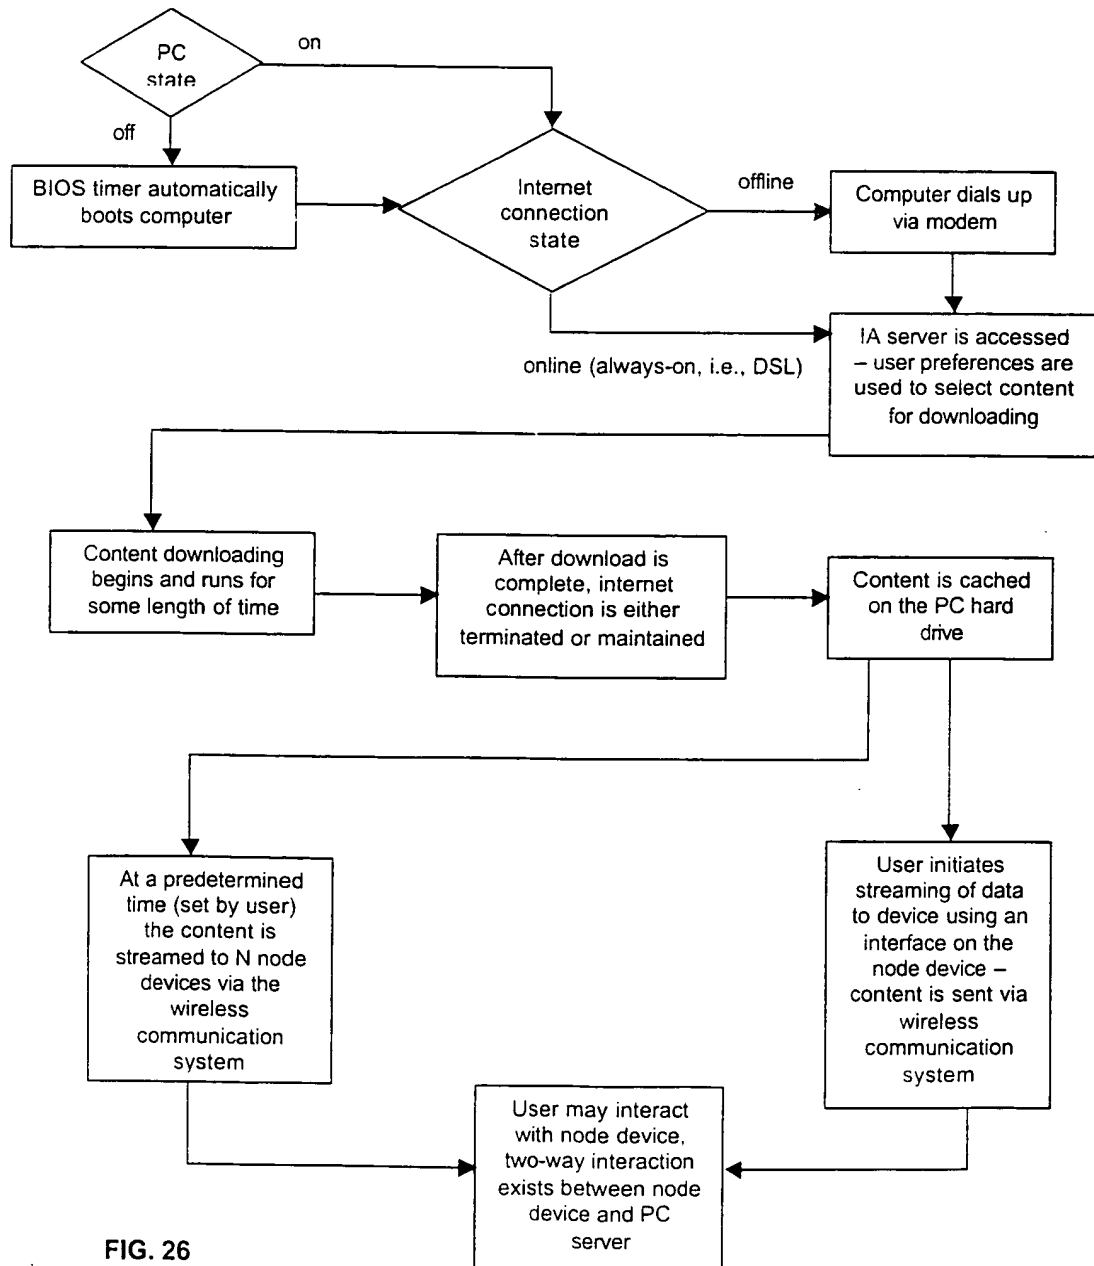 PC
state
on
off
BIOS timer automatically
boots computer
Internet
connection
state
offline
Computer dials up
via modem
online (always-on, i.e., DSL)
IA server is accessed
– user preferences are
used to select content
for downloading
Content downloading
begins and runs for
some length of time
After download is
complete, internet
connection is either
terminated or maintained
Content is cached
on the PC hard
drive
At a predetermined
time (set by user)
the content is
streamed to N node
devices via the
wireless
communication
system
User initiates
streaming of data
to device using an
interface on the
node device –
content is sent via
wireless
communication
system
User may interact
with node device,
two-way interaction
exists between node
device and PC
server
FIG. 26